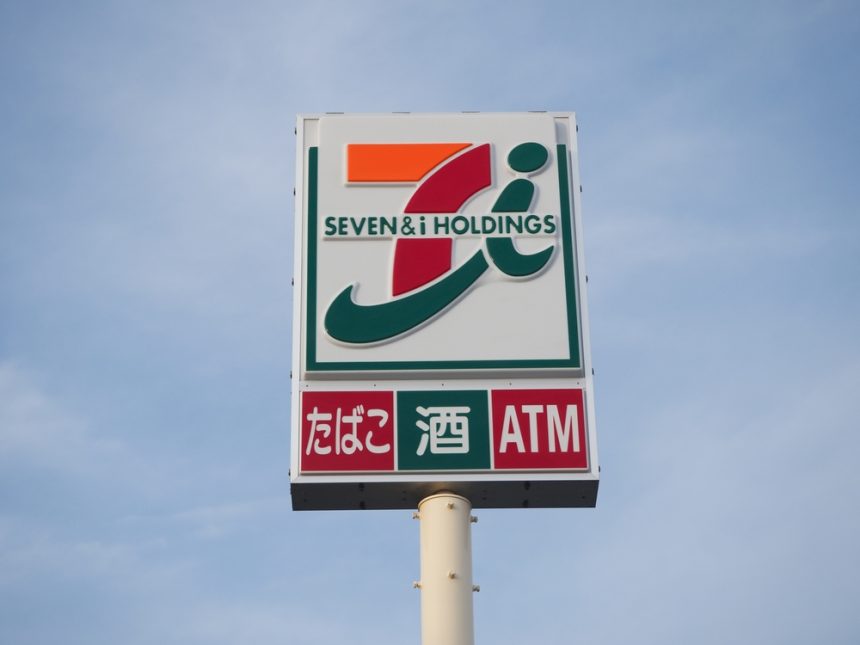 SEVEN&i HOLDINGS
たばこ 酒 ATM